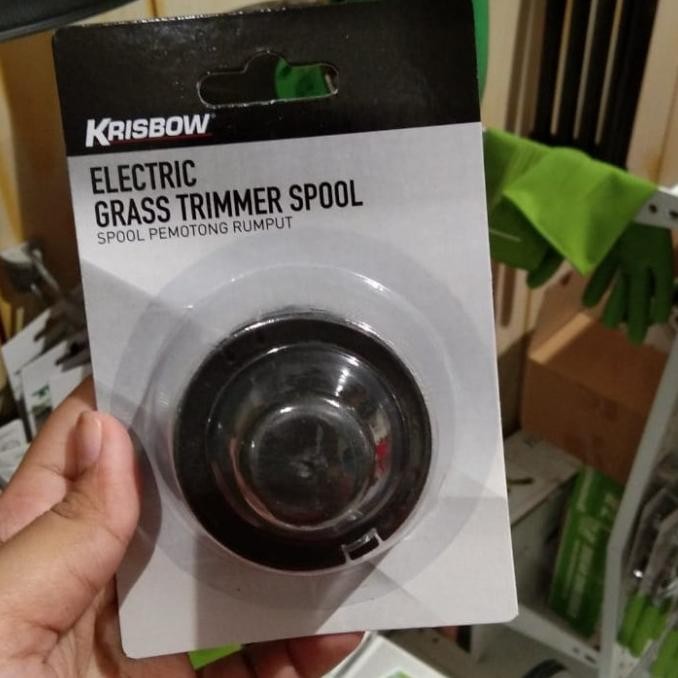 KRISBOW
ELECTRIC
GRASS TRIMMER SPOOL
SPOOL PEMOTONG RUMPUT